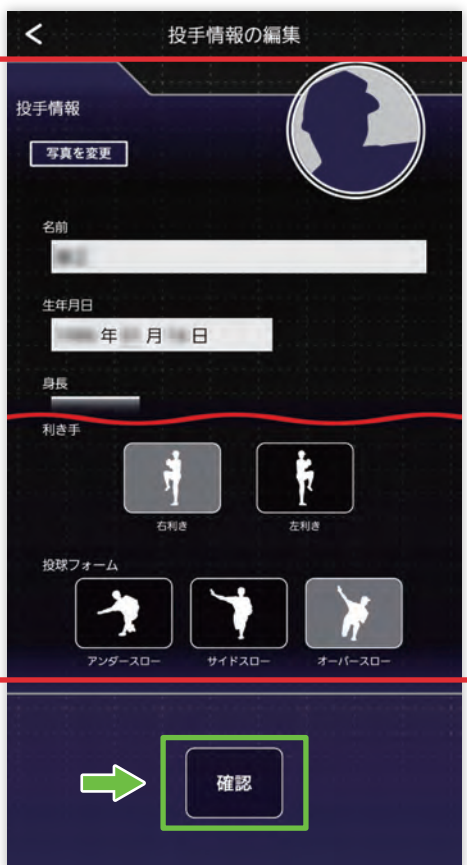 投手情報の編集
投手情報
写真を変更
名前
生年月日
年 月 日
身長
利き手
右利き 左利き
投球フォーム
アンダースロー サイドスロー オーバースロー
確認